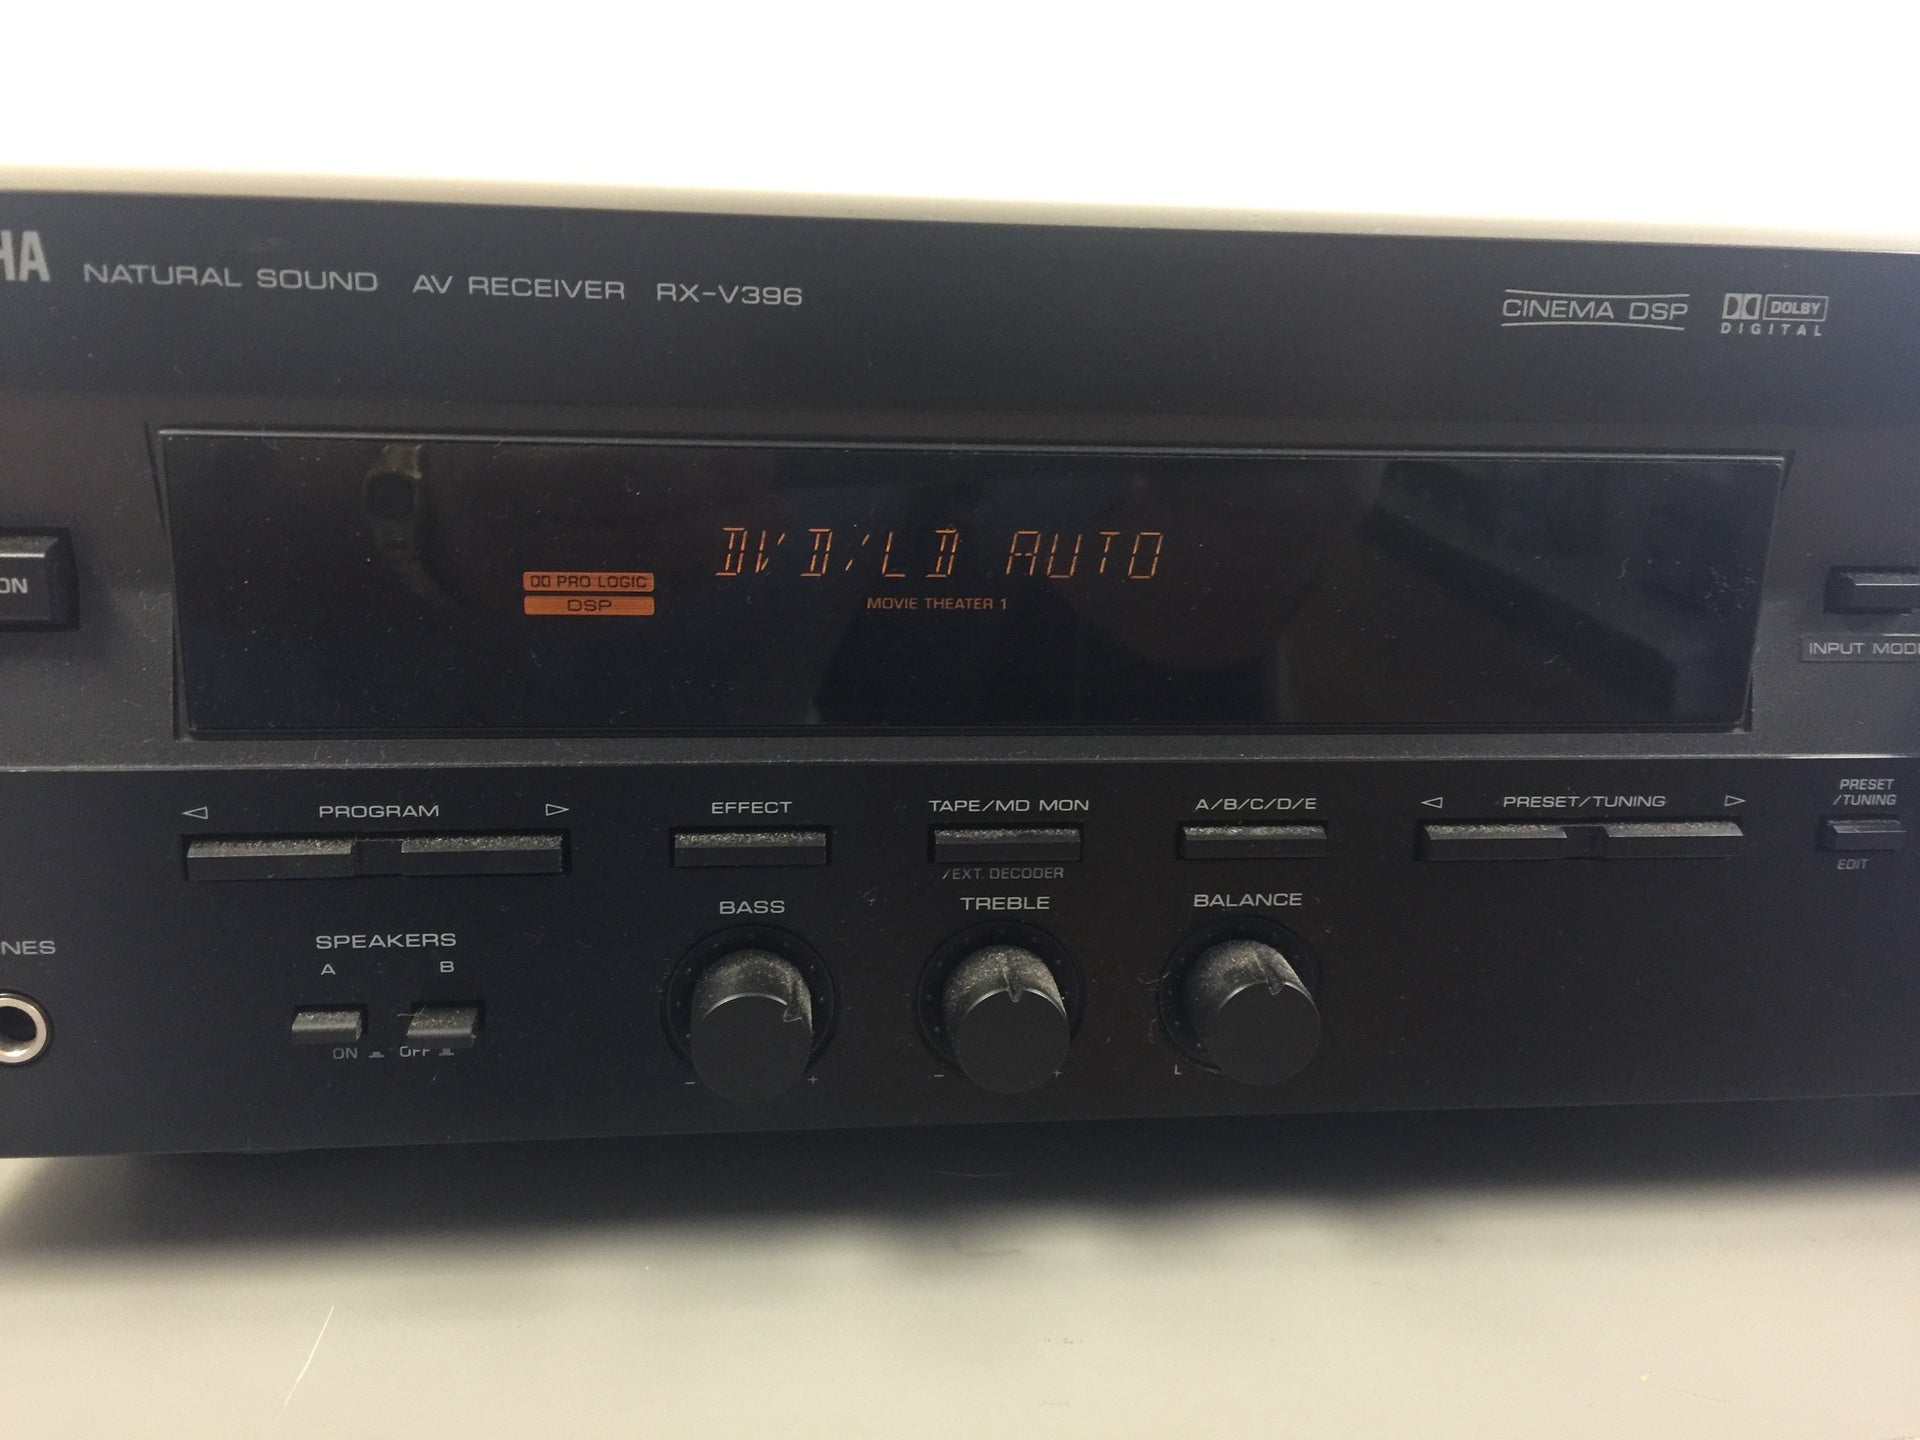 HA NATURAL SOUND AV RECEIVER RX-V396
CINEMA DSP
DOLBY
DIGITAL
ON
DVD/LD AUTO
PRO LOGIC
DSP
MOVIE THEATER 1
INPUT MODE
PROGRAM
EFFECT
TAPE/MD MON
/EXT. DECODER
A/B/C/D/E
PRESET/TUNING
PRESET
/TUNING
EDIT
NES
SPEAKERS
A B
ON OFF
BASS
- +
TREBLE
- +
BALANCE
L